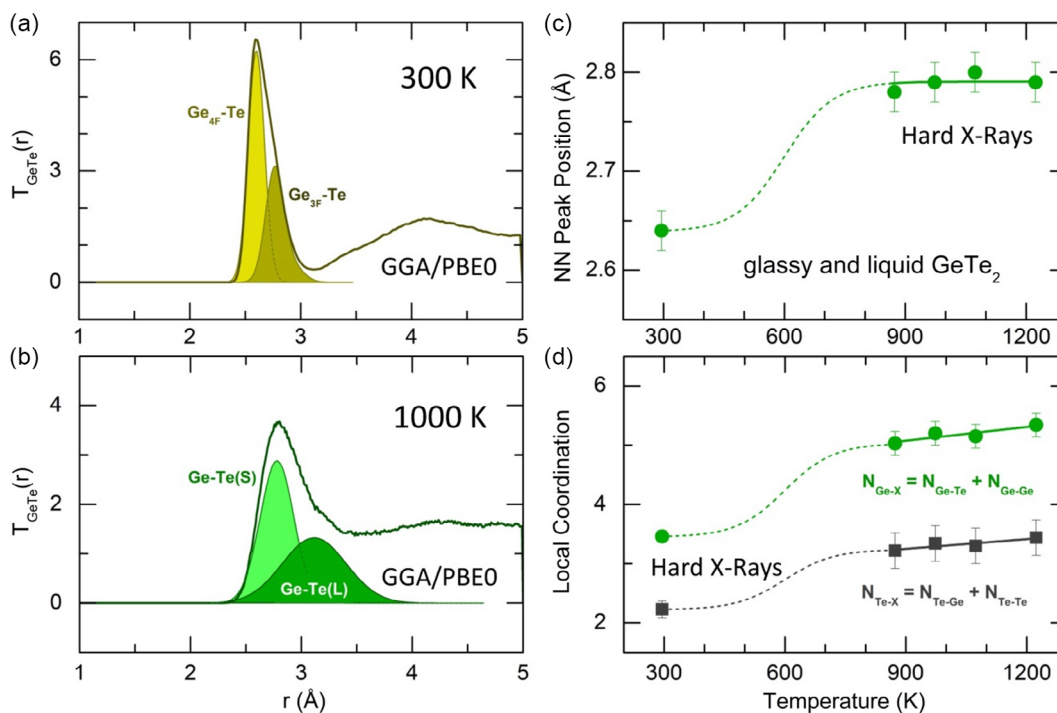 (a)
6
3
0
T_GeTe(r)
300 K
Ge_4F-Te
Ge_3F-Te
GGA/PBE0
1 2 3 4 5
(b)
6
4
2
0
T_GeTe(r)
1000 K
Ge-Te(S)
Ge-Te(L)
GGA/PBE0
1 2 3 4 5
r (Å)
(c)
2.8
2.7
2.6
NN Peak Position (Å)
Hard X-Rays
glassy and liquid GeTe₂
300 600 900 1200
(d)
6
4
2
Local Coordination
N_Ge-X = N_Ge-Te + N_Ge-Ge
Hard X-Rays
N_Te-X = N_Te-Ge + N_Te-Te
300 600 900 1200
Temperature (K)